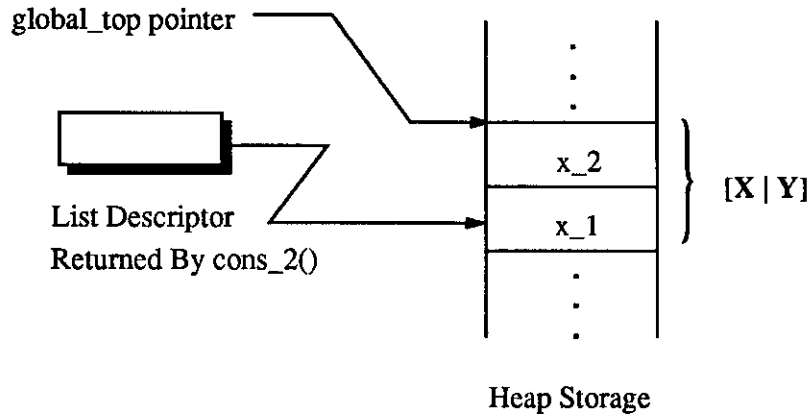 global_top pointer
x_2
[X | Y]
x_1
List Descriptor
Returned By cons_2()
Heap Storage